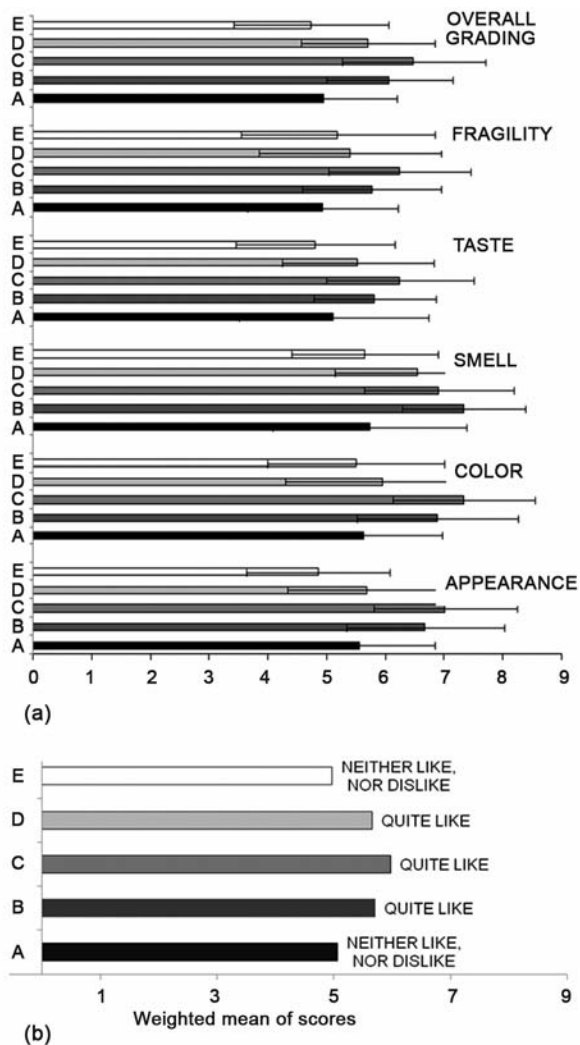 E
OVERALL
D
GRADING
C
B
A
E
FRAGILITY
D
C
B
A
E
TASTE
D
C
B
A
E
SMELL
D
C
B
A
E
COLOR
D
C
B
A
E
APPEARANCE
D
C
B
A
0 1 2 3 4 5 6 7 8 9
(a)
E
NEITHER LIKE,
NOR DISLIKE
D
QUITE LIKE
C
QUITE LIKE
B
QUITE LIKE
A
NEITHER LIKE,
NOR DISLIKE
1 3 5 7 9
Weighted mean of scores
(b)